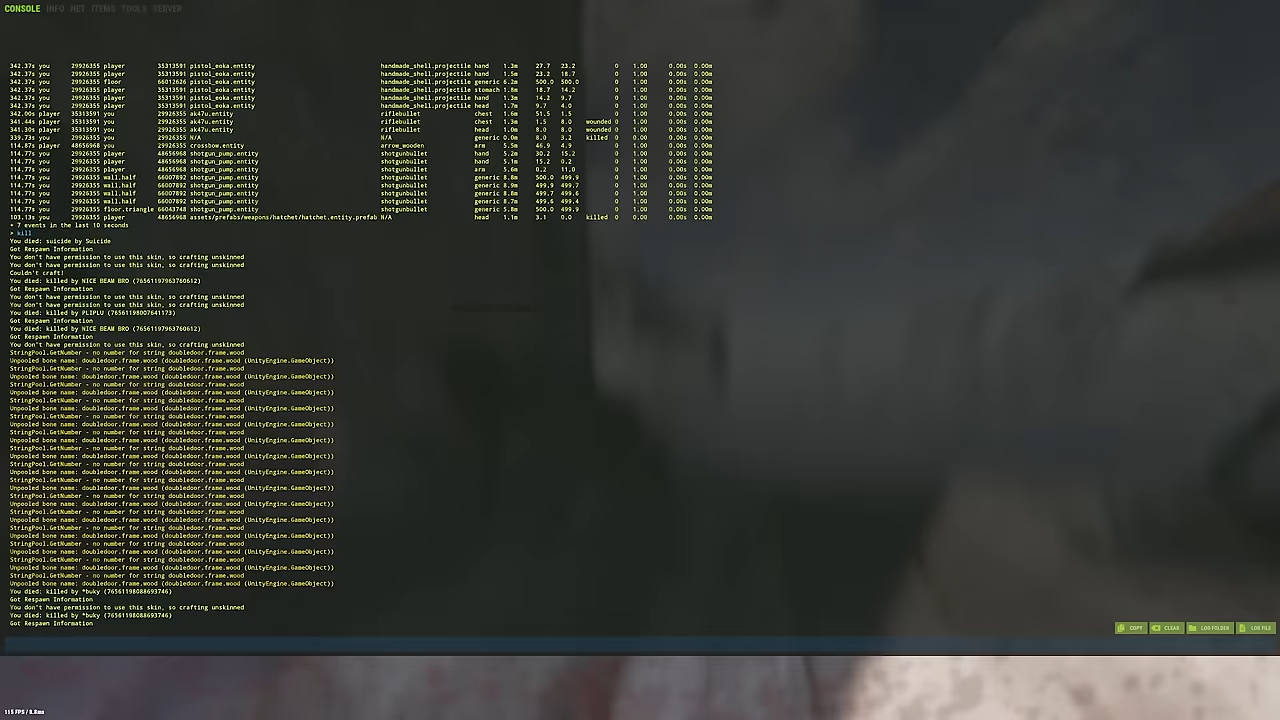 CONSOLE INFO NET ITEMS TOOLS SERVER
342.37s you 29926355 player 35313591 pistol_eoka.entity handmade_shell.projectile hand 1.3m 27.7 23.2 0 1.00 0.00s 0.00m
342.37s you 29926355 player 35313591 pistol_eoka.entity handmade_shell.projectile hand 1.5m 23.2 18.7 0 1.00 0.00s 0.00m
342.37s you 29926355 floor 66012626 pistol_eoka.entity handmade_shell.projectile generic 6.2m 500.0 500.0 0 1.00 0.00s 0.00m
342.37s you 29926355 player 35313591 pistol_eoka.entity handmade_shell.projectile stomach 1.8m 18.7 14.2 0 1.00 0.00s 0.00m
342.37s you 29926355 player 35313591 pistol_eoka.entity handmade_shell.projectile hand 1.3m 14.2 9.7 0 1.00 0.00s 0.00m
342.37s you 29926355 player 35313591 pistol_eoka.entity handmade_shell.projectile head 1.7m 9.7 4.0 0 1.00 0.00s 0.00m
342.00s player 35313591 you 29926355 ak47u.entity riflebullet chest 1.6m 51.5 1.5 0 1.00 0.00s 0.00m
341.44s player 35313591 you 29926355 ak47u.entity riflebullet chest 1.3m 1.5 8.0 wounded 0 1.00 0.00s 0.00m
341.30s player 35313591 you 29926355 ak47u.entity riflebullet head 1.0m 8.0 8.0 wounded 0 1.00 0.00s 0.00m
339.73s you 29926355 you 29926355 N/A N/A generic 0.0m 8.0 3.2 killed 0 1.00 0.00s 0.00m
114.87s player 48656968 you 29926355 crossbow.entity arrow_wooden arm 5.5m 46.9 4.9 0 1.00 0.00s 0.00m
114.77s you 29926355 player 48656968 shotgun_pump.entity shotgunbullet hand 5.2m 30.2 15.2 0 1.00 0.00s 0.00m
114.77s you 29926355 player 48656968 shotgun_pump.entity shotgunbullet hand 5.1m 15.2 0.2 0 1.00 0.00s 0.00m
114.77s you 29926355 player 48656968 shotgun_pump.entity shotgunbullet arm 5.6m 0.2 11.0 0 1.00 0.00s 0.00m
114.77s you 29926355 wall.half 66007892 shotgun_pump.entity shotgunbullet generic 8.8m 500.0 499.9 0 1.00 0.00s 0.00m
114.77s you 29926355 wall.half 66007892 shotgun_pump.entity shotgunbullet generic 8.9m 499.9 499.7 0 1.00 0.00s 0.00m
114.77s you 29926355 wall.half 66007892 shotgun_pump.entity shotgunbullet generic 8.8m 499.7 499.6 0 1.00 0.00s 0.00m
114.77s you 29926355 wall.half 66007892 shotgun_pump.entity shotgunbullet generic 8.7m 499.6 499.4 0 1.00 0.00s 0.00m
114.77s you 29926355 floor.triangle 66043748 shotgun_pump.entity shotgunbullet generic 5.8m 500.0 499.9 0 1.00 0.00s 0.00m
103.13s you 29926355 player 48656968 assets/prefabs/weapons/hatchet/hatchet.entity.prefab N/A head 1.1m 3.1 0.0 killed 0 0.00 0.00s 0.00m
+ 7 events in the last 10 seconds
> kill
You died: suicide by Suicide
Got Respawn Information
You don't have permission to use this skin, so crafting unskinned
You don't have permission to use this skin, so crafting unskinned
Couldn't craft!
You died: killed by NICE BEAM BRO (76561197963760612)
Got Respawn Information
You don't have permission to use this skin, so crafting unskinned
You don't have permission to use this skin, so crafting unskinned
You died: killed by PLIPLU (76561198007641173)
Got Respawn Information
You died: killed by NICE BEAM BRO (76561197963760612)
Got Respawn Information
You don't have permission to use this skin, so crafting unskinned
StringPool.GetNumber - no number for string doubledoor.frame.wood
Unpooled bone name: doubledoor.frame.wood (doubledoor.frame.wood (UnityEngine.GameObject))
StringPool.GetNumber - no number for string doubledoor.frame.wood
Unpooled bone name: doubledoor.frame.wood (doubledoor.frame.wood (UnityEngine.GameObject))
StringPool.GetNumber - no number for string doubledoor.frame.wood
Unpooled bone name: doubledoor.frame.wood (doubledoor.frame.wood (UnityEngine.GameObject))
StringPool.GetNumber - no number for string doubledoor.frame.wood
Unpooled bone name: doubledoor.frame.wood (doubledoor.frame.wood (UnityEngine.GameObject))
StringPool.GetNumber - no number for string doubledoor.frame.wood
Unpooled bone name: doubledoor.frame.wood (doubledoor.frame.wood (UnityEngine.GameObject))
StringPool.GetNumber - no number for string doubledoor.frame.wood
Unpooled bone name: doubledoor.frame.wood (doubledoor.frame.wood (UnityEngine.GameObject))
StringPool.GetNumber - no number for string doubledoor.frame.wood
Unpooled bone name: doubledoor.frame.wood (doubledoor.frame.wood (UnityEngine.GameObject))
StringPool.GetNumber - no number for string doubledoor.frame.wood
Unpooled bone name: doubledoor.frame.wood (doubledoor.frame.wood (UnityEngine.GameObject))
StringPool.GetNumber - no number for string doubledoor.frame.wood
Unpooled bone name: doubledoor.frame.wood (doubledoor.frame.wood (UnityEngine.GameObject))
StringPool.GetNumber - no number for string doubledoor.frame.wood
Unpooled bone name: doubledoor.frame.wood (doubledoor.frame.wood (UnityEngine.GameObject))
StringPool.GetNumber - no number for string doubledoor.frame.wood
Unpooled bone name: doubledoor.frame.wood (doubledoor.frame.wood (UnityEngine.GameObject))
StringPool.GetNumber - no number for string doubledoor.frame.wood
Unpooled bone name: doubledoor.frame.wood (doubledoor.frame.wood (UnityEngine.GameObject))
StringPool.GetNumber - no number for string doubledoor.frame.wood
Unpooled bone name: doubledoor.frame.wood (doubledoor.frame.wood (UnityEngine.GameObject))
StringPool.GetNumber - no number for string doubledoor.frame.wood
Unpooled bone name: doubledoor.frame.wood (doubledoor.frame.wood (UnityEngine.GameObject))
StringPool.GetNumber - no number for string doubledoor.frame.wood
Unpooled bone name: doubledoor.frame.wood (doubledoor.frame.wood (UnityEngine.GameObject))
You died: killed by *buky (76561198088693746)
Got Respawn Information
You don't have permission to use this skin, so crafting unskinned
You died: killed by *buky (76561198088693746)
Got Respawn Information
COPY CLEAR LOG FOLDER LOG FILE
115 FPS / 8.8ms